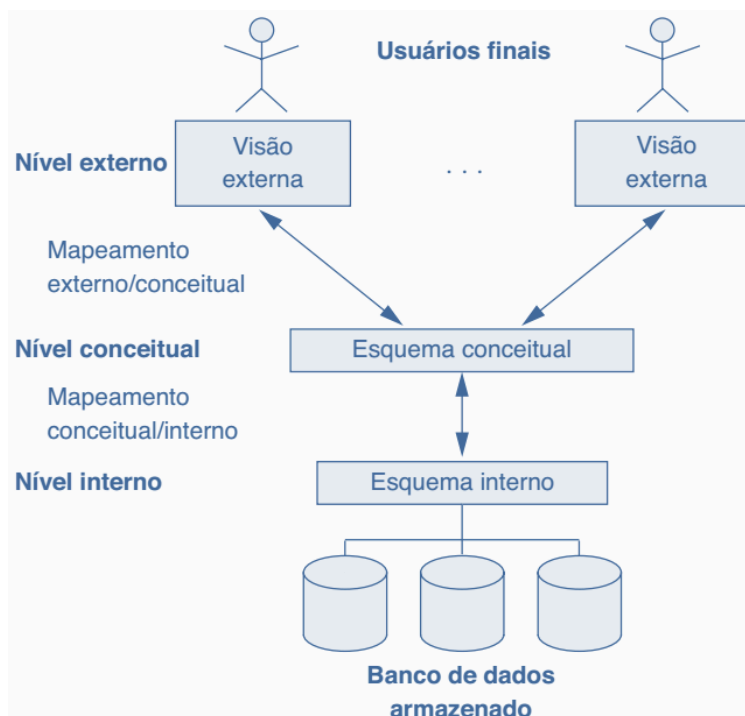 Usuários finais
Nível externo
Visão
externa
. . .
Visão
externa
Mapeamento
externo/conceitual
Nível conceitual
Esquema conceitual
Mapeamento
conceitual/interno
Nível interno
Esquema interno
Banco de dados
armazenado